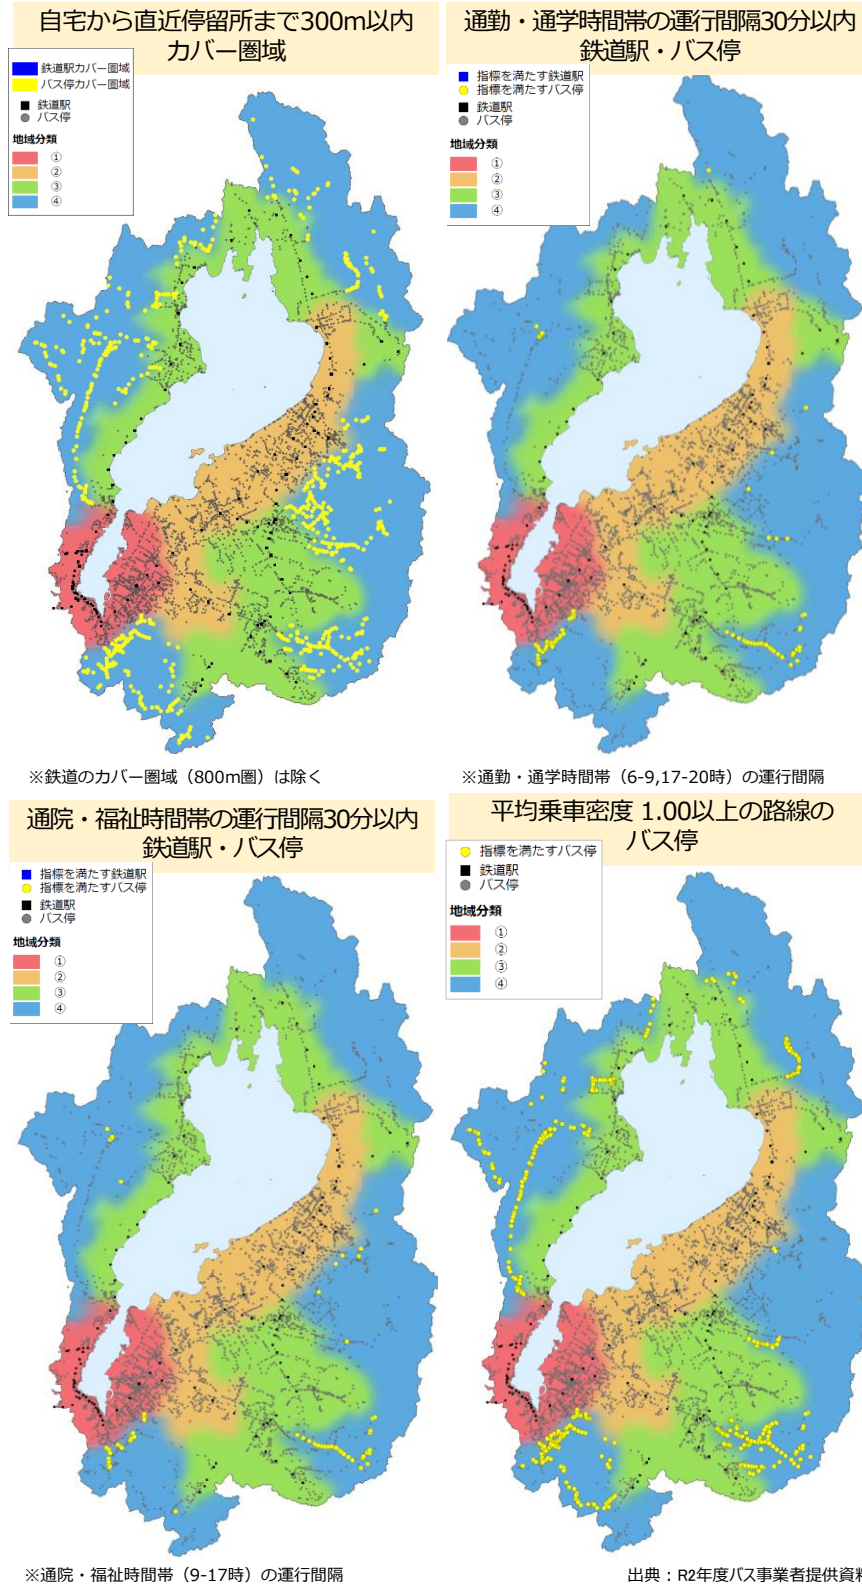 自宅から直近停留所まで300m以内
カバー圏域
鉄道駅カバー圏域
バス停カバー圏域
鉄道駅
バス停
地域分類
①
②
③
④
※鉄道のカバー圏域（800m圏）は除く
通勤・通学時間帯の運行間隔30分以内
鉄道駅・バス停
指標を満たす鉄道駅
指標を満たすバス停
鉄道駅
バス停
地域分類
①
②
③
④
※通勤・通学時間帯（6-9,17-20時）の運行間隔
通院・福祉時間帯の運行間隔30分以内
鉄道駅・バス停
指標を満たす鉄道駅
指標を満たすバス停
鉄道駅
バス停
地域分類
①
②
③
④
※通院・福祉時間帯（9-17時）の運行間隔
平均乗車密度 1.00以上の路線の
バス停
指標を満たすバス停
鉄道駅
バス停
地域分類
①
②
③
④
出典：R2年度バス事業者提供資料